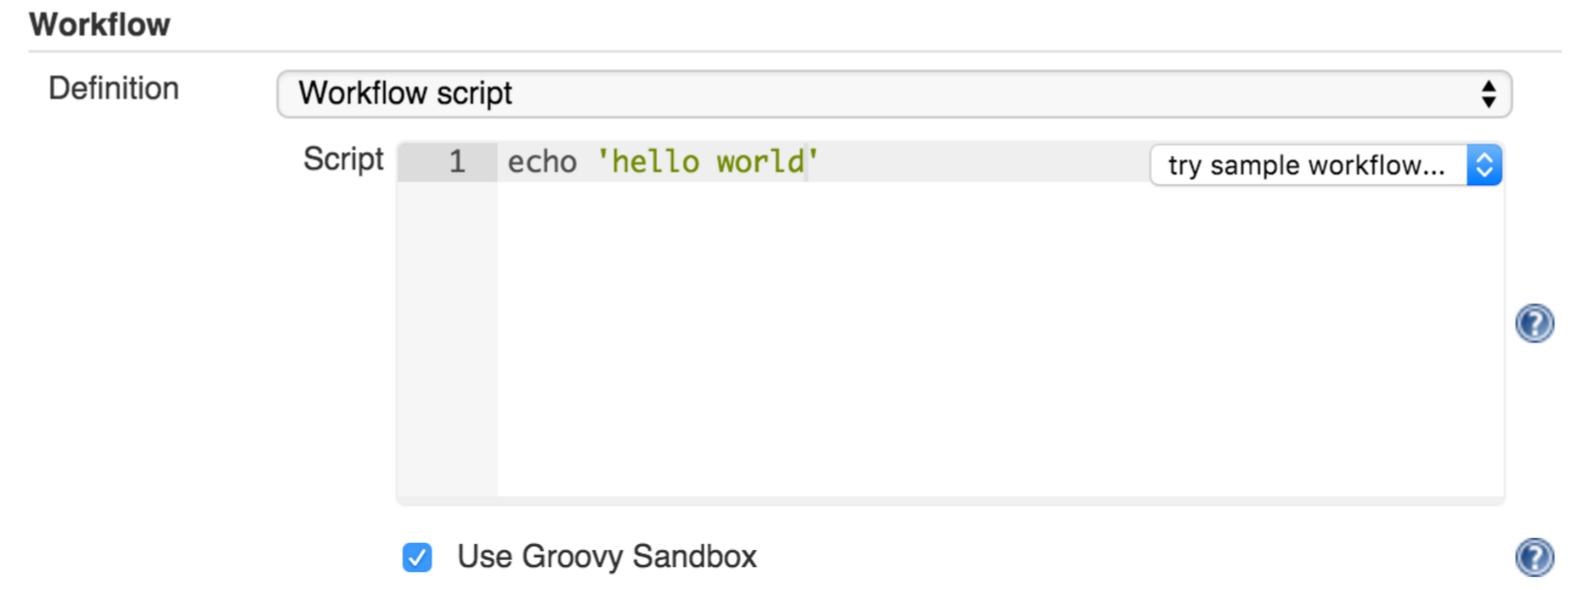 Workflow
Definition
Workflow script
Script
1 echo 'hello world'
try sample workflow...
?
Use Groovy Sandbox
?